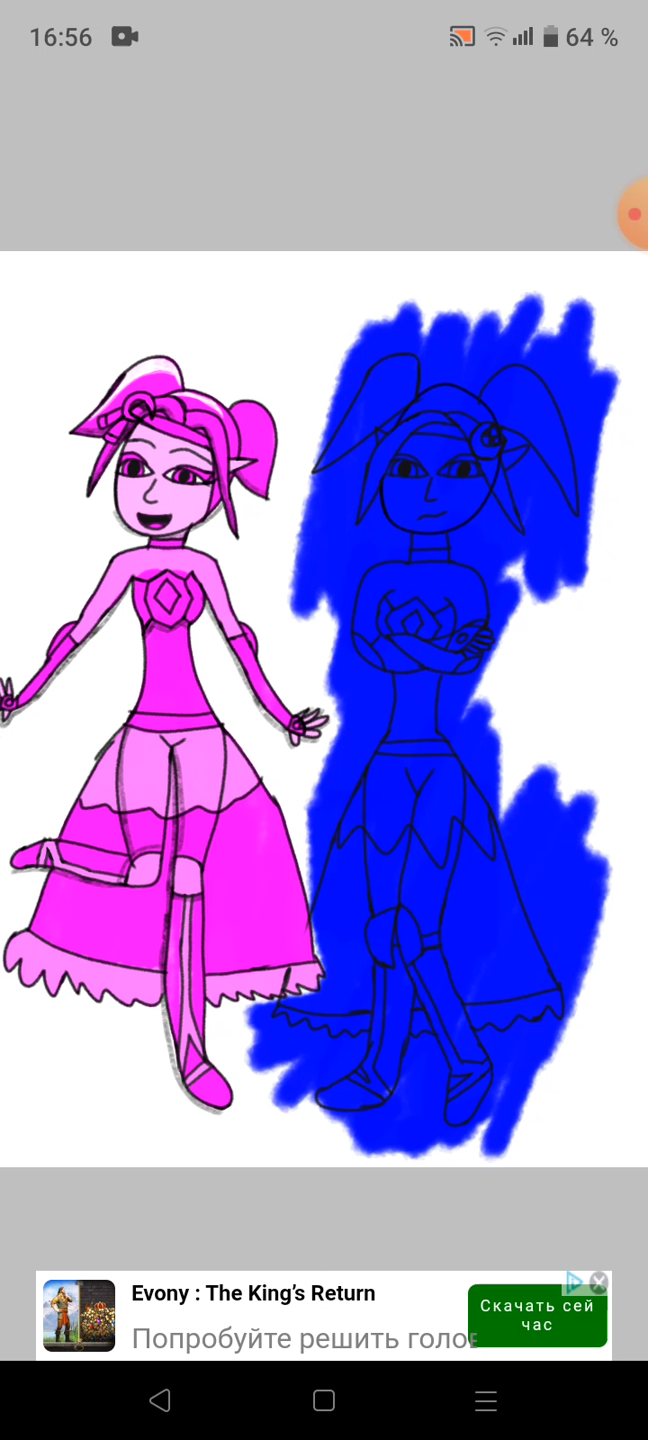 16:56
64 %
Evony : The King's Return
Попробуйте решить голо
Скачать сей
час